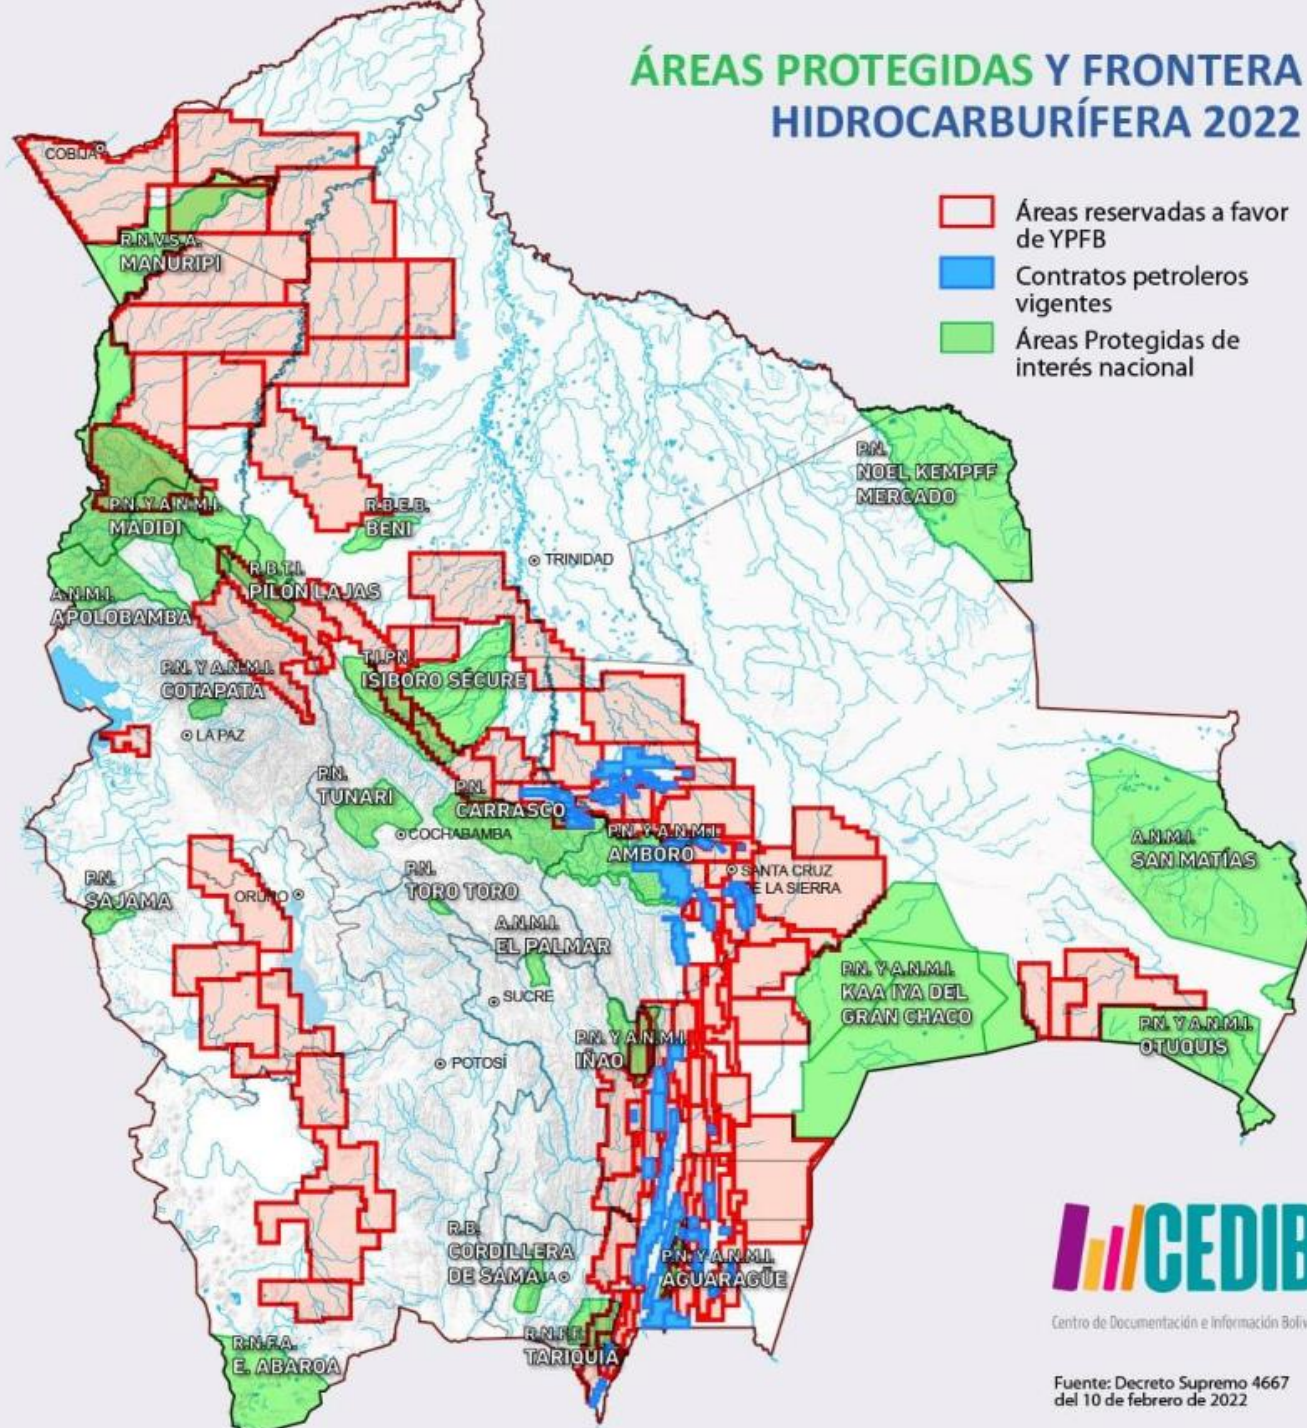 ÁREAS PROTEGIDAS Y FRONTERA
HIDROCARBURÍFERA 2022
Áreas reservadas a favor
de YPFB
Contratos petroleros
vigentes
Áreas Protegidas de
interés nacional
COBIJA
R.N.V.S.A.
MANURIPI
P.N.
NOEL KEMPFF
MERCADO
P.N. Y A.N.M.I.
MADIDI
R.B.E.B.
BENI
TRINIDAD
R.B.T.I.
PILÓN LAJAS
A.N.M.I.
APOLOBAMBA
T.I.P.N.
ISIBORO SÉCURE
P.N. Y A.N.M.I.
COTAPATA
LA PAZ
P.N.
TUNARI
P.N.
CARRASCO
COCHABAMBA
P.N. Y A.N.M.I.
AMBORO
A.N.M.I.
SAN MATÍAS
SANTA CRUZ
DE LA SIERRA
P.N.
SAJAMA
ORURO
P.N.
TORO TORO
A.N.M.I.
EL PALMAR
P.N. Y A.N.M.I.
KAA IYA DEL
GRAN CHACO
SUCRE
P.N. Y A.N.M.I.
OTUQUIS
P.N. Y A.N.M.I.
IÑAO
POTOSÍ
R.B.
CORDILLERA
DE SAMA
P.N. Y A.N.M.I.
AGUARAGÜE
R.N.F.F.
TARIQUIA
R.N.F.A.
E. ABAROA
CEDIB
Centro de Documentación e Información Boliv
Fuente: Decreto Supremo 4667
del 10 de febrero de 2022